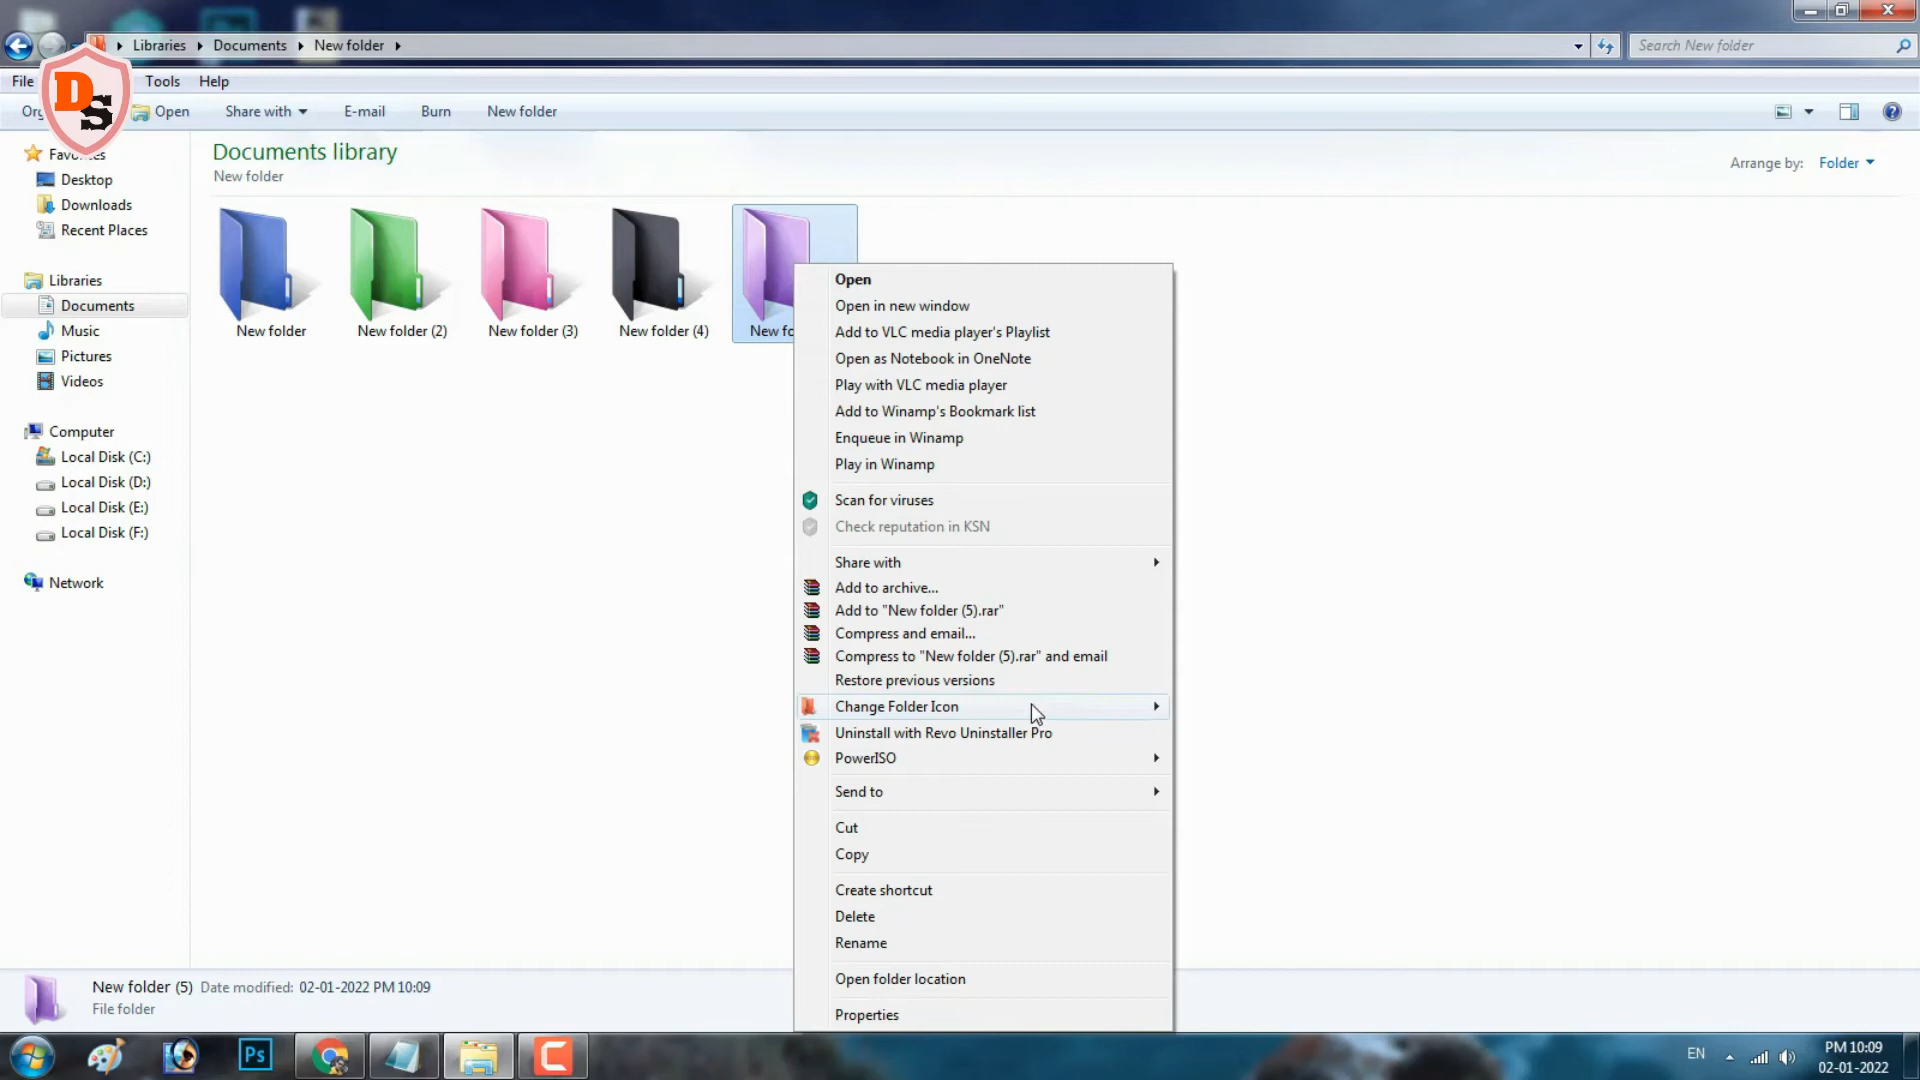 Libraries Documents New folder
Search New folder
File Tools Help
Open Share with E-mail Burn New folder
DS
Favorites
Desktop
Downloads
Recent Places
Libraries
Documents
Music
Pictures
Videos
Computer
Local Disk (C:)
Local Disk (D:)
Local Disk (E:)
Local Disk (F:)
Network
Documents library
New folder
Arrange by: Folder
New folder
New folder (2)
New folder (3)
New folder (4)
New fo
Open
Open in new window
Add to VLC media player's Playlist
Open as Notebook in OneNote
Play with VLC media player
Add to Winamp's Bookmark list
Enqueue in Winamp
Play in Winamp
Scan for viruses
Check reputation in KSN
Share with
Add to archive...
Add to "New folder (5).rar"
Compress and email...
Compress to "New folder (5).rar" and email
Restore previous versions
Change Folder Icon
Uninstall with Revo Uninstaller Pro
PowerISO
Send to
Cut
Copy
Create shortcut
Delete
Rename
Open folder location
Properties
New folder (5) Date modified: 02-01-2022 PM 10:09
File folder
Ps
EN
PM 10:09
02-01-2022